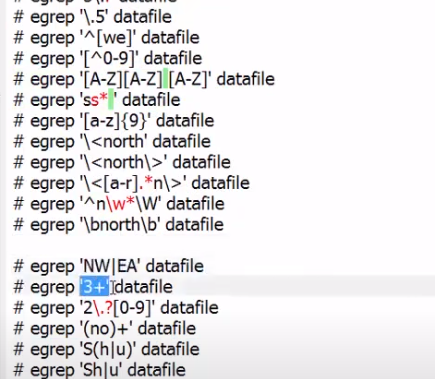 # egrep '\.5' datafile
# egrep '^[we]' datafile
# egrep '[^0-9]' datafile
# egrep '[A-Z][A-Z] [A-Z]' datafile
# egrep 'ss* ' datafile
# egrep '[a-z]{9}' datafile
# egrep '\<north' datafile
# egrep '\<north\>' datafile
# egrep '\<[a-r].*n\>' datafile
# egrep '^n\w*\W' datafile
# egrep '\bnorth\b' datafile
# egrep 'NW|EA' datafile
# egrep '3+' datafile
# egrep '2\.?[0-9]' datafile
# egrep '(no)+' datafile
# egrep 'S(h|u)' datafile
# egrep 'Sh|u' datafile